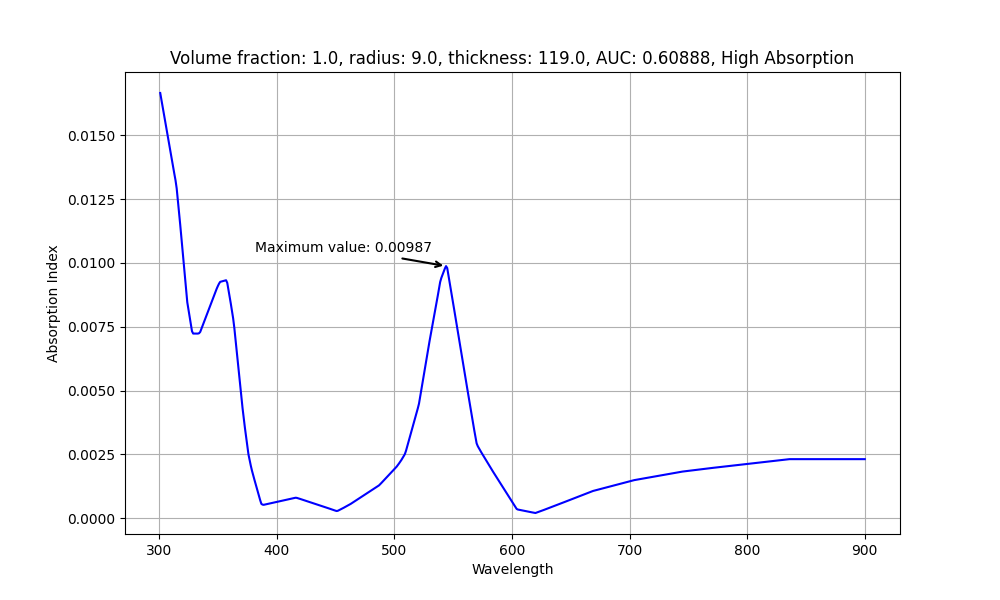 Volume fraction: 1.0, radius: 9.0, thickness: 119.0, AUC: 0.60888, High Absorption
0.0150
0.0125
0.0100
0.0075
0.0050
0.0025
0.0000
Absorption Index
Maximum value: 0.00987
300 400 500 600 700 800 900
Wavelength